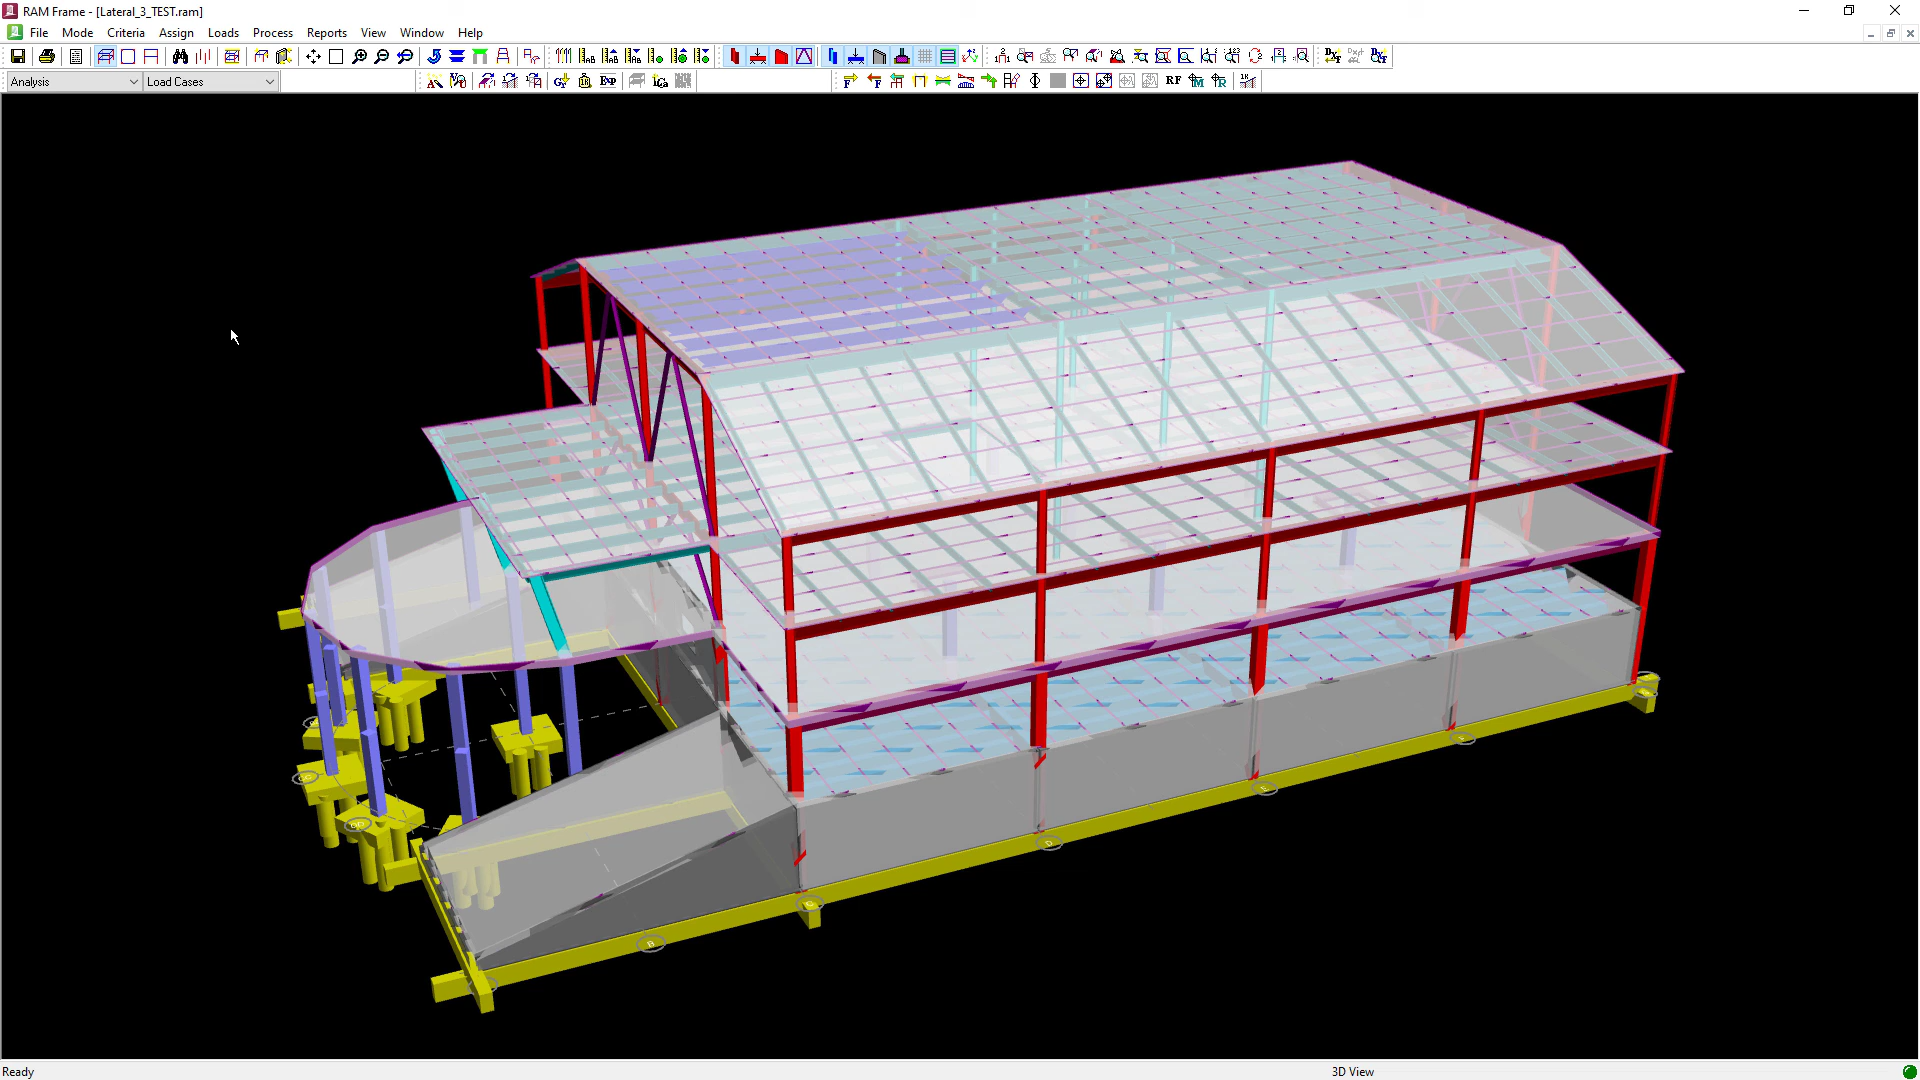 RAM Frame - [Lateral_3_TEST.ram]
File Mode Criteria Assign Loads Process Reports View Window Help
Analysis Load Cases
RF
B
Ready 3D View